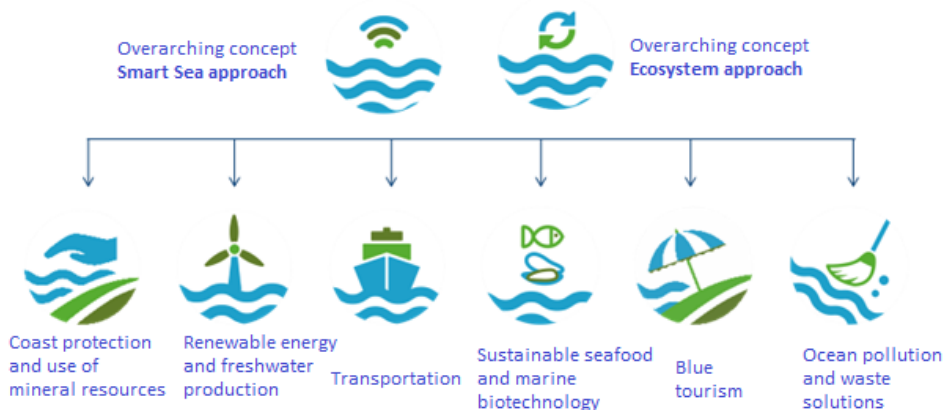 Overarching concept
Smart Sea approach
Overarching concept
Ecosystem approach
Coast protection
and use of
mineral resources
Renewable energy
and freshwater
production
Transportation
Sustainable seafood
and marine
biotechnology
Blue
tourism
Ocean pollution
and waste
solutions